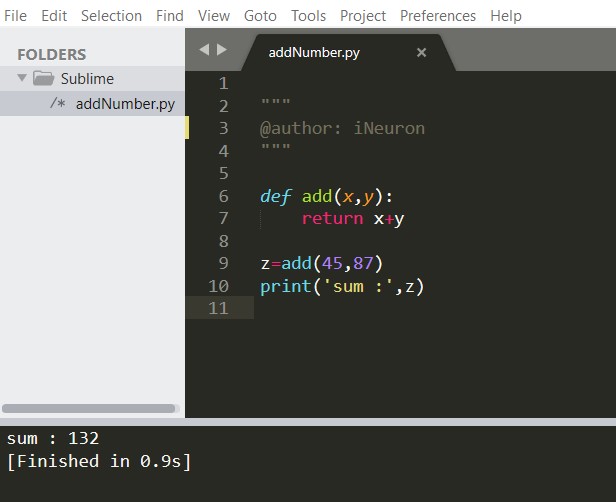 File Edit Selection Find View Goto Tools Project Preferences Help
FOLDERS
Sublime
/* addNumber.py
addNumber.py ×
1
2 """
3 @author: iNeuron
4 """
5
6 def add(x,y):
7     return x+y
8
9 z=add(45,87)
10 print('sum :',z)
11
sum : 132
[Finished in 0.9s]